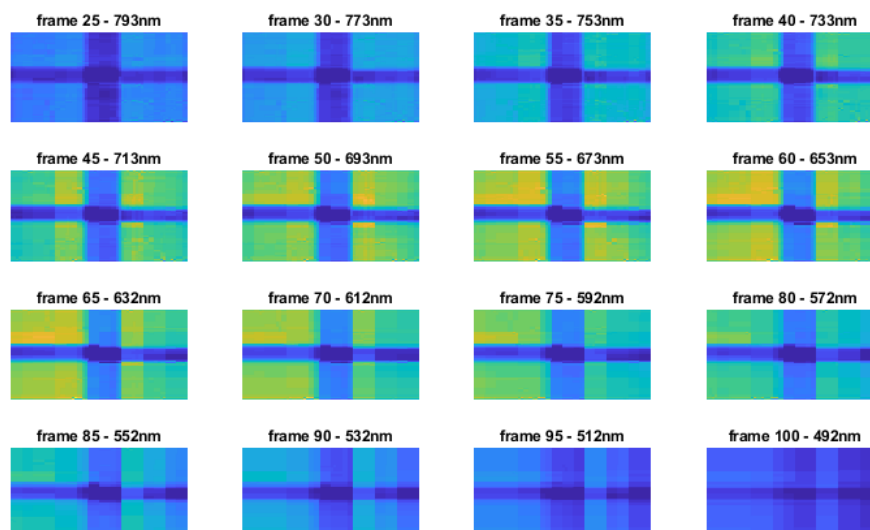 frame 25 - 793nm
frame 30 - 773nm
frame 35 - 753nm
frame 40 - 733nm
frame 45 - 713nm
frame 50 - 693nm
frame 55 - 673nm
frame 60 - 653nm
frame 65 - 632nm
frame 70 - 612nm
frame 75 - 592nm
frame 80 - 572nm
frame 85 - 552nm
frame 90 - 532nm
frame 95 - 512nm
frame 100 - 492nm